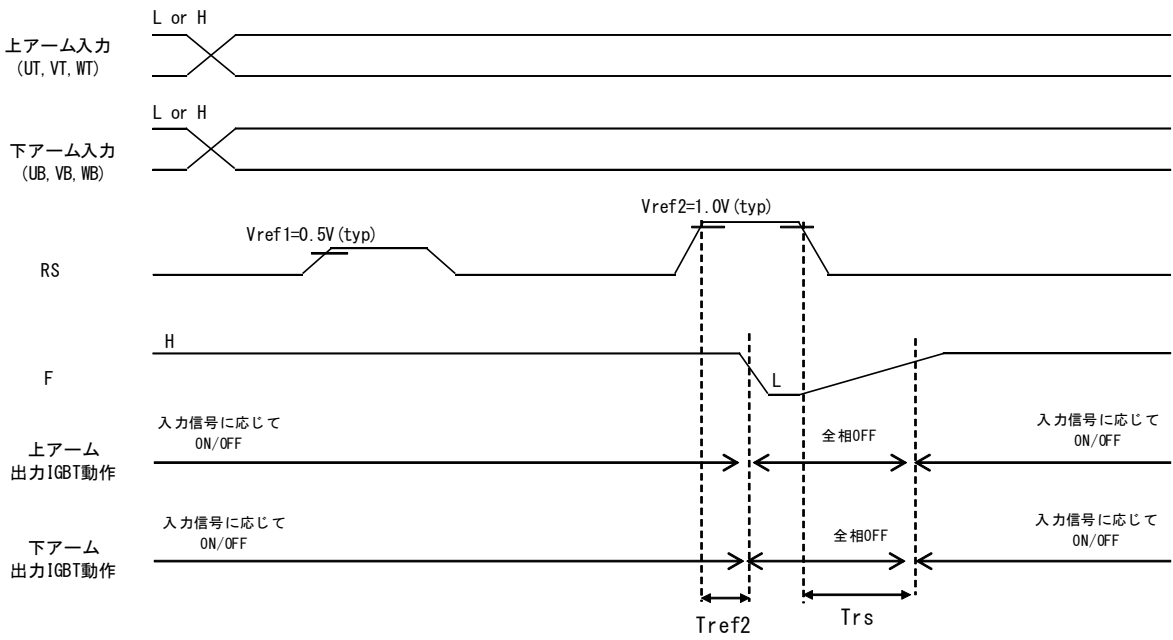 L or H
上アーム入力
(UT, VT, WT)
L or H
下アーム入力
(UB, VB, WB)
Vref2=1.0V(typ)
Vref1=0.5V(typ)
RS
H
F
L
入力信号に応じて
ON/OFF
全相OFF
入力信号に応じて
ON/OFF
上アーム
出力IGBT動作
入力信号に応じて
ON/OFF
全相OFF
入力信号に応じて
ON/OFF
下アーム
出力IGBT動作
Tref2
Trs